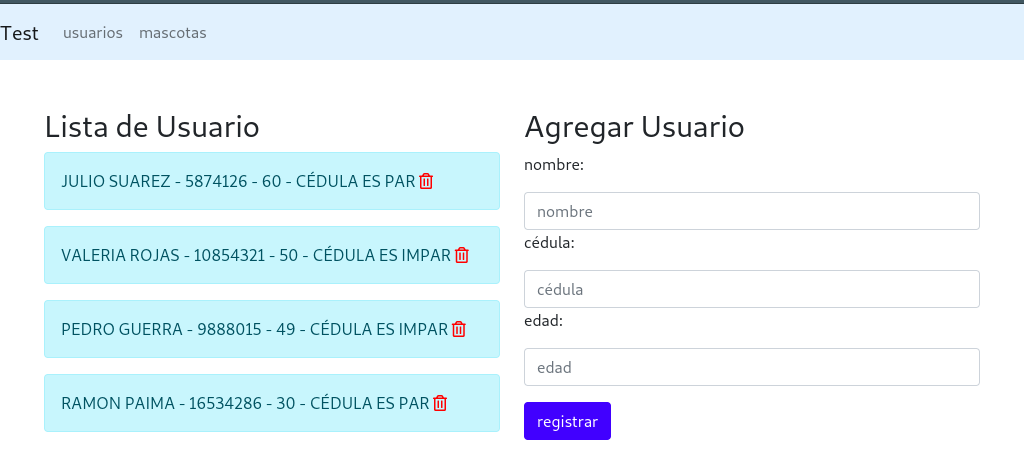 Test usuarios mascotas
Lista de Usuario
JULIO SUAREZ - 5874126 - 60 - CÉDULA ES PAR
VALERIA ROJAS - 10854321 - 50 - CÉDULA ES IMPAR
PEDRO GUERRA - 9888015 - 49 - CÉDULA ES IMPAR
RAMON PAIMA - 16534286 - 30 - CÉDULA ES PAR
Agregar Usuario
nombre:
nombre
cédula:
cédula
edad:
edad
registrar